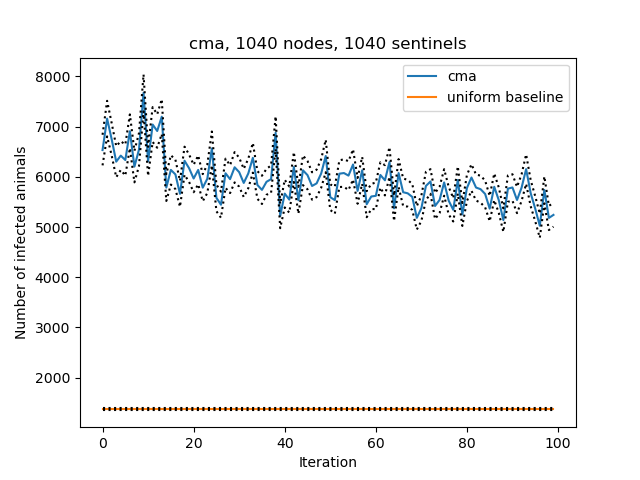 cma, 1040 nodes, 1040 sentinels
cma
uniform baseline
Number of infected animals
8000
7000
6000
5000
4000
3000
2000
0 20 40 60 80 100
Iteration